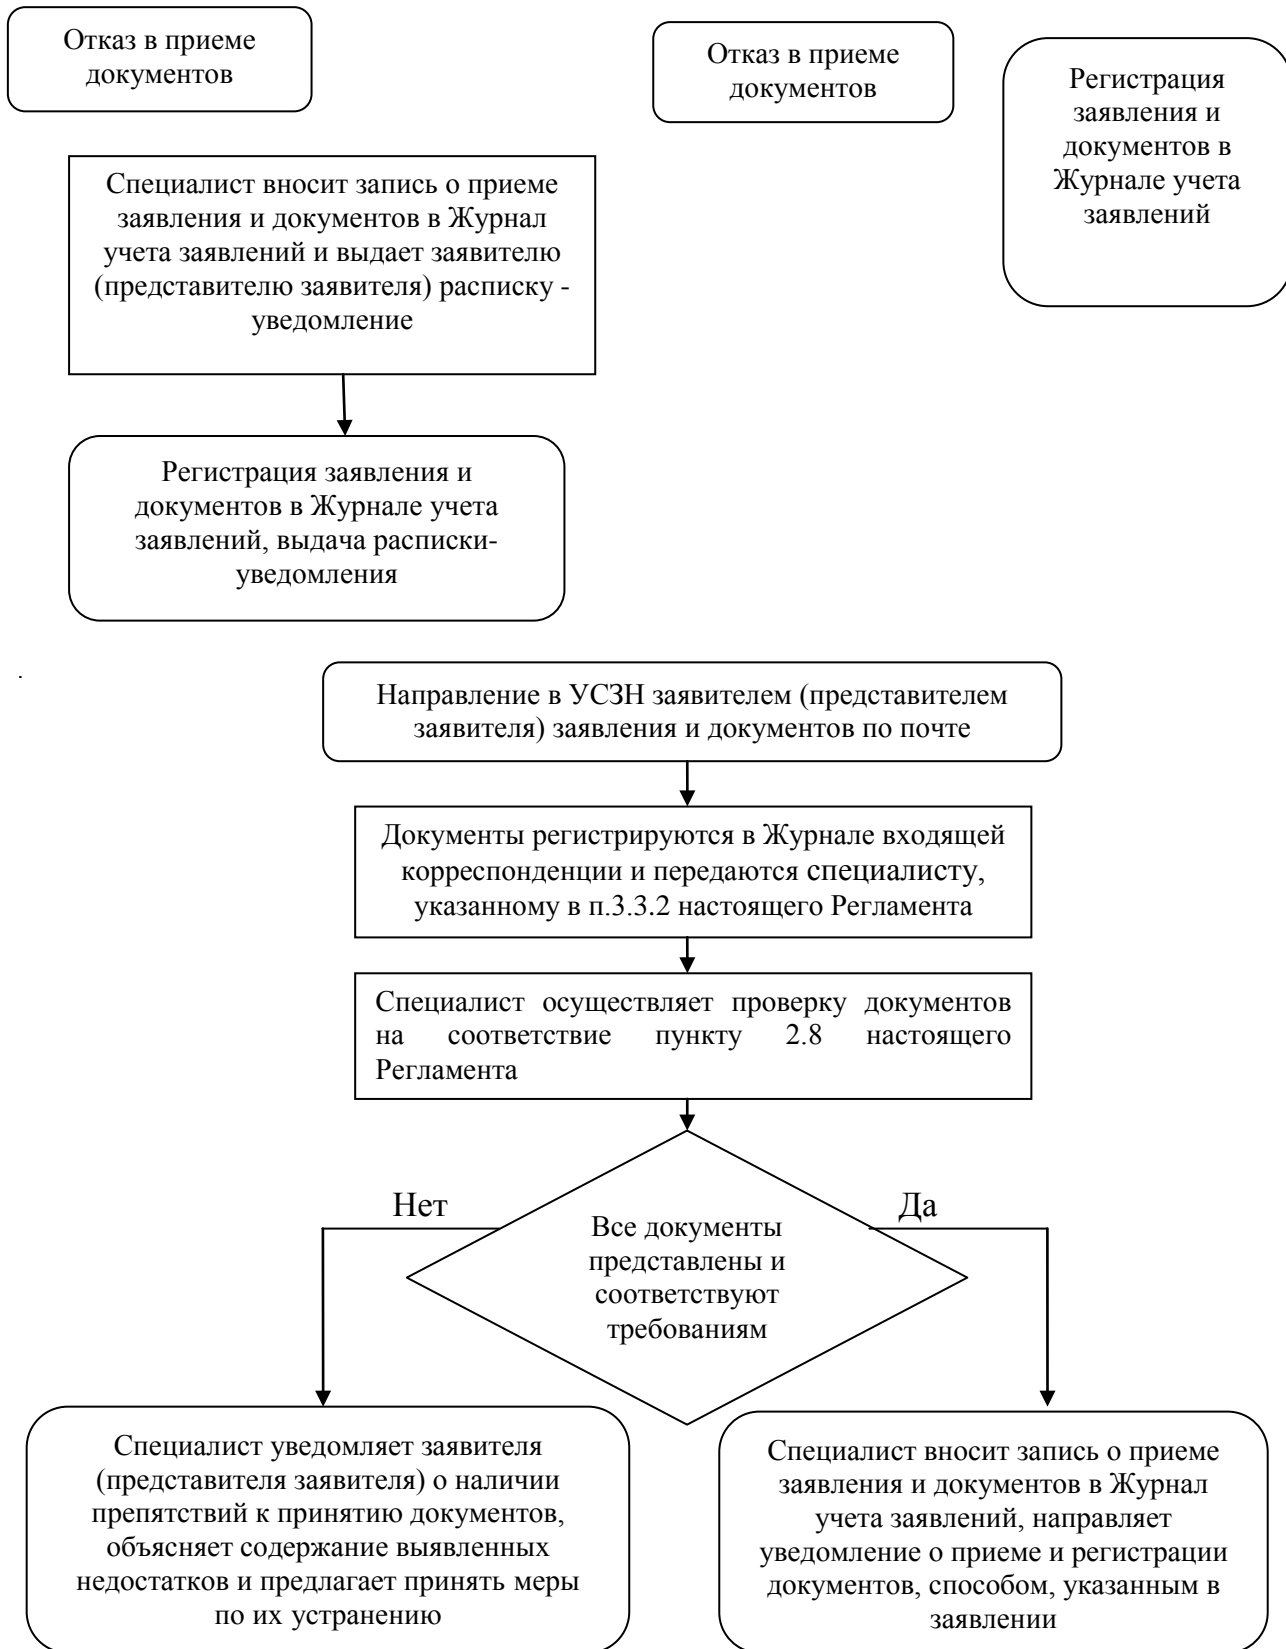 Отказ в приеме
документов
Отказ в приеме
документов
Регистрация
заявления и
документов в
Журнале учета
заявлений
Специалист вносит запись о приеме
заявления и документов в Журнал
учета заявлений и выдает заявителю
(представителю заявителя) расписку -
уведомление
Регистрация заявления и
документов в Журнале учета
заявлений, выдача расписки-
уведомления
.
Направление в УСЗН заявителем (представителем
заявителя) заявления и документов по почте
Документы регистрируются в Журнале входящей
корреспонденции и передаются специалисту,
указанному в п.3.3.2 настоящего Регламента
Специалист осуществляет проверку документов
на соответствие пункту 2.8 настоящего
Регламента
Нет
Да
Все документы
представлены и
соответствуют
требованиям
Специалист уведомляет заявителя
(представителя заявителя) о наличии
препятствий к принятию документов,
объясняет содержание выявленных
недостатков и предлагает принять меры
по их устранению
Специалист вносит запись о приеме
заявления и документов в Журнал
учета заявлений, направляет
уведомление о приеме и регистрации
документов, способом, указанным в
заявлении